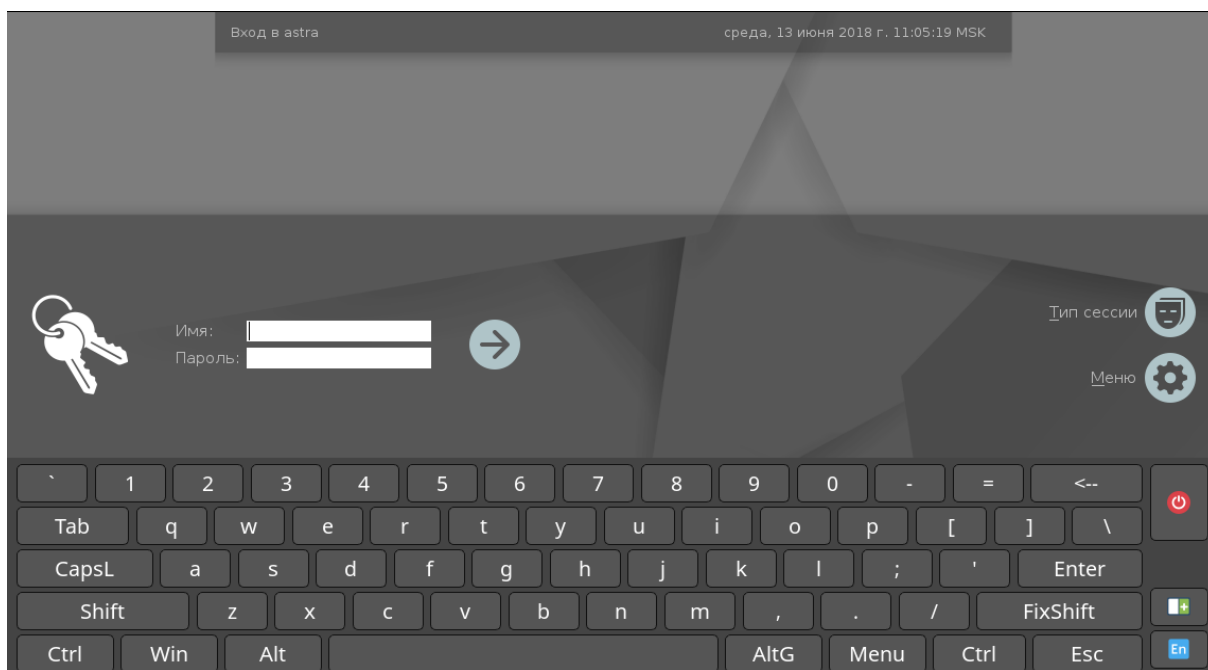 Вход в astra среда, 13 июня 2018 г. 11:05:19 MSK
Тип сессии
Имя:
Пароль:
Меню
` 1 2 3 4 5 6 7 8 9 0 - = <--
Tab q w e r t y u i o p [ ] \
CapsL a s d f g h j k l ; ' Enter
Shift z x c v b n m , . / FixShift
Ctrl Win Alt AltG Menu Ctrl Esc En